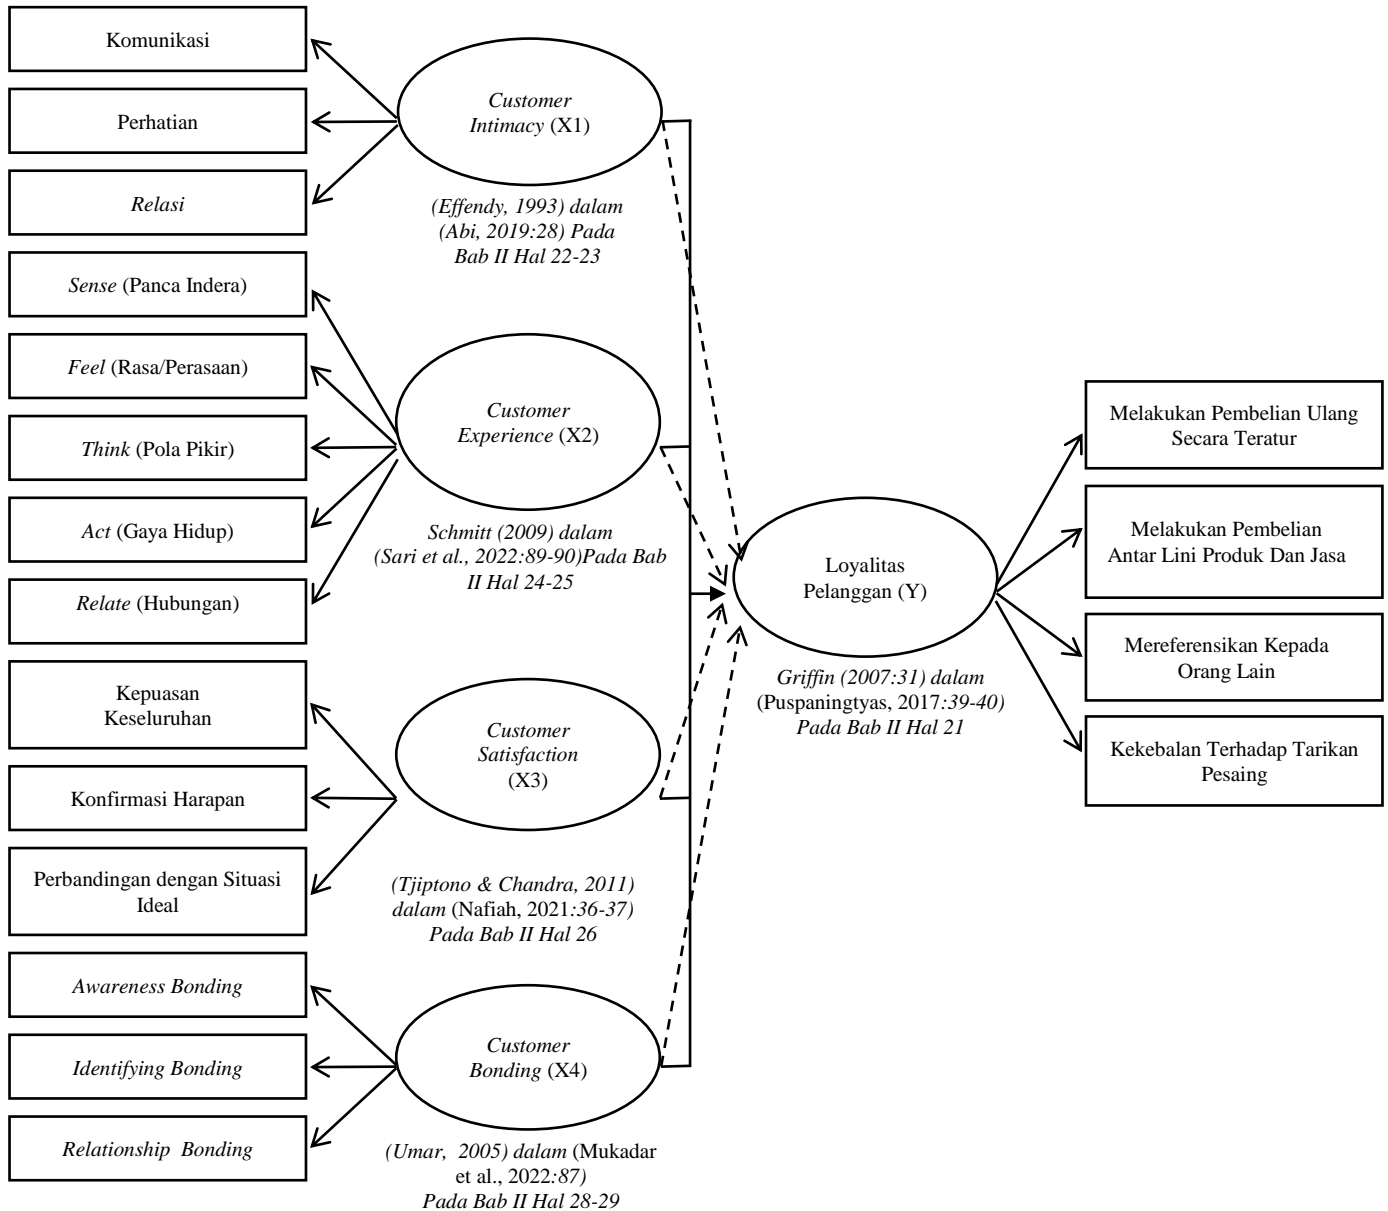 Komunikasi
Perhatian
Relasi
Sense (Panca Indera)
Feel (Rasa/Perasaan)
Think (Pola Pikir)
Act (Gaya Hidup)
Relate (Hubungan)
Kepuasan
Keseluruhan
Konfirmasi Harapan
Perbandingan dengan Situasi
Ideal
Awareness Bonding
Identifying Bonding
Relationship Bonding
Customer
Intimacy (X1)
(Effendy, 1993) dalam
(Abi, 2019:28) Pada
Bab II Hal 22-23
Customer
Experience (X2)
Schmitt (2009) dalam
(Sari et al., 2022:89-90)Pada Bab
II Hal 24-25
Customer
Satisfaction
(X3)
(Tjiptono & Chandra, 2011)
dalam (Nafiah, 2021:36-37)
Pada Bab II Hal 26
Customer
Bonding (X4)
(Umar, 2005) dalam (Mukadar
et al., 2022:87)
Pada Bab II Hal 28-29
Loyalitas
Pelanggan (Y)
Griffin (2007:31) dalam
(Puspaningtyas, 2017:39-40)
Pada Bab II Hal 21
Melakukan Pembelian Ulang
Secara Teratur
Melakukan Pembelian
Antar Lini Produk Dan Jasa
Mereferensikan Kepada
Orang Lain
Kekebalan Terhadap Tarikan
Pesaing